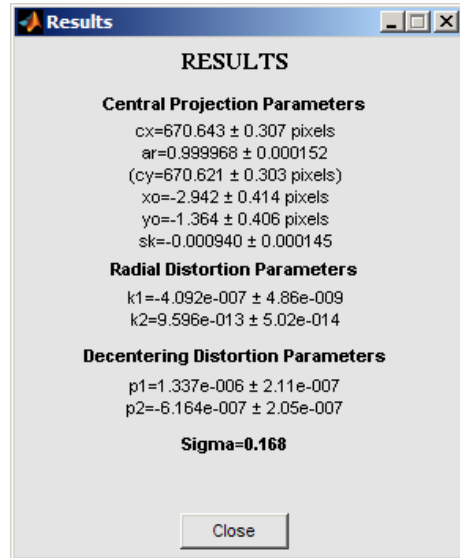 Results
RESULTS
Central Projection Parameters
cx=670.643 ± 0.307 pixels
ar=0.999968 ± 0.000152
(cy=670.621 ± 0.303 pixels)
xo=-2.942 ± 0.414 pixels
yo=-1.364 ± 0.406 pixels
sk=-0.000940 ± 0.000145
Radial Distortion Parameters
k1=-4.092e-007 ± 4.86e-009
k2=9.596e-013 ± 5.02e-014
Decentering Distortion Parameters
p1=1.337e-006 ± 2.11e-007
p2=-6.164e-007 ± 2.05e-007
Sigma=0.168
Close